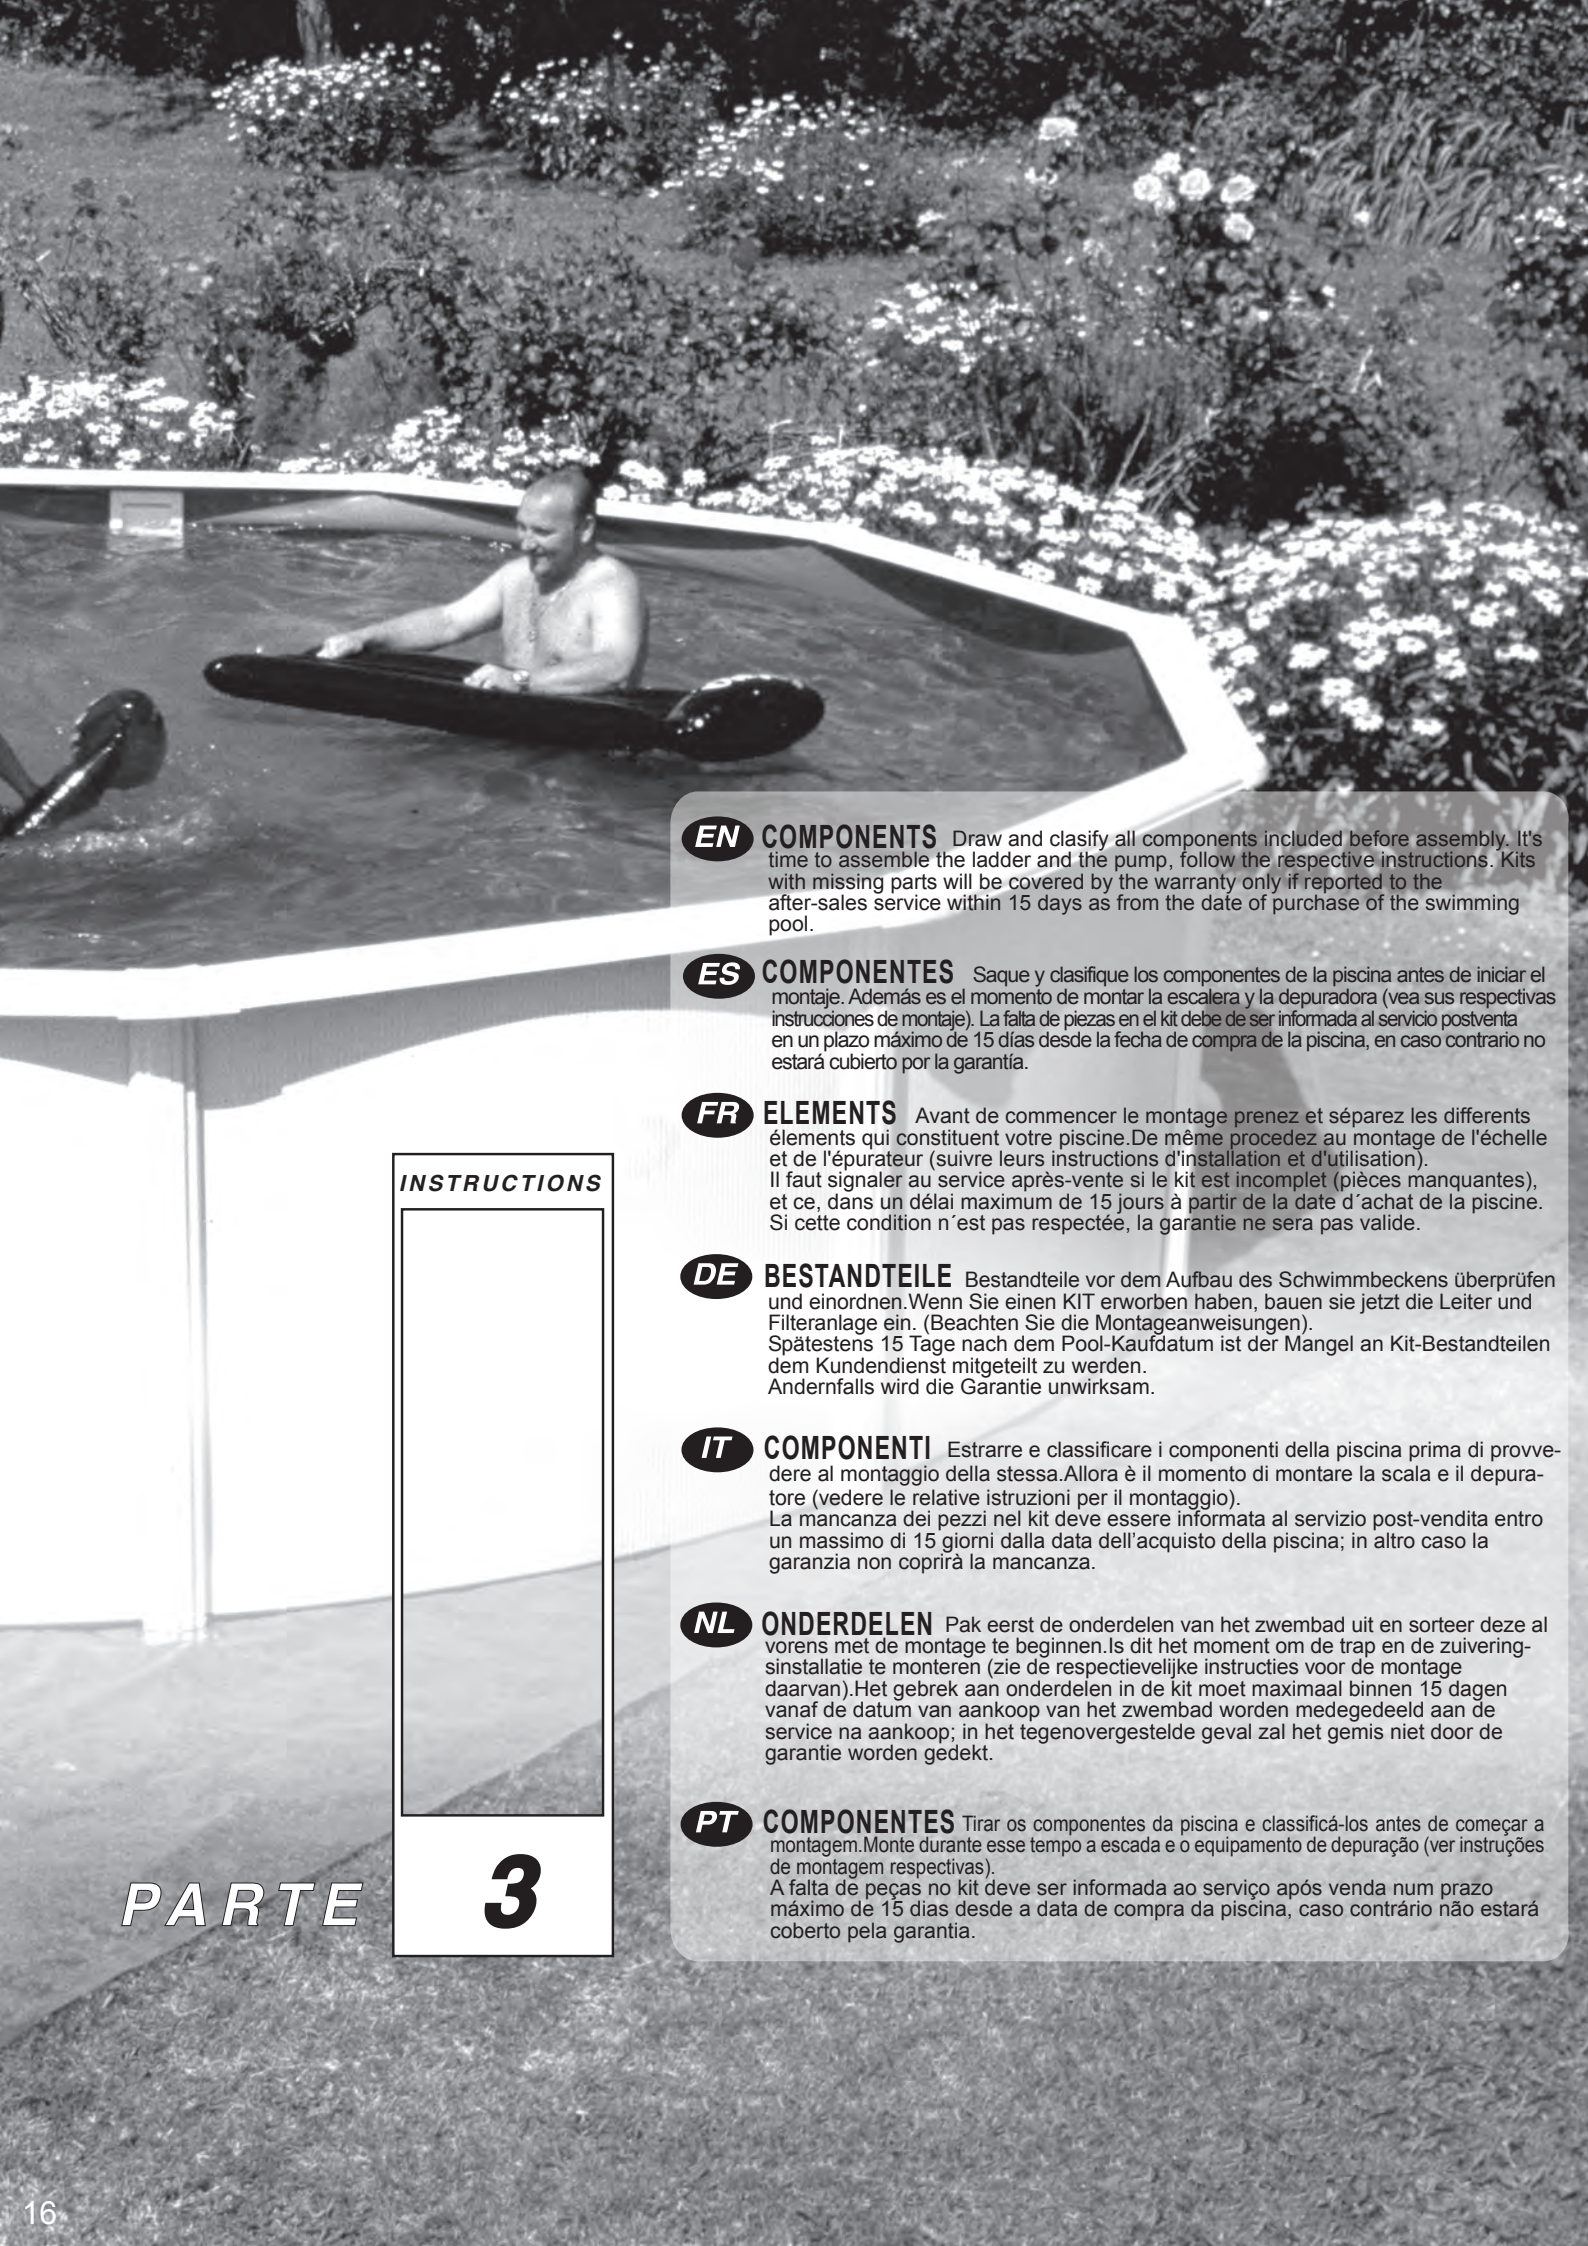 EN COMPONENTS Draw and clasify all components included before assembly. It's
time to assemble the ladder and the pump, follow the respective instructions. Kits
with missing parts will be covered by the warranty only if reported to the
after-sales service within 15 days as from the date of purchase of the swimming
pool.
ES COMPONENTES Saque y clasifique los componentes de la piscina antes de iniciar el
montaje. Además es el momento de montar la escalera y la depuradora (vea sus respectivas
instrucciones de montaje). La falta de piezas en el kit debe de ser informada al servicio postventa
en un plazo máximo de 15 días desde la fecha de compra de la piscina, en caso contrario no
estará cubierto por la garantía.
FR ELEMENTS Avant de commencer le montage prenez et séparez les differents
élements qui constituent votre piscine.De même procedez au montage de l'échelle
et de l'épurateur (suivre leurs instructions d'installation et d'utilisation).
Il faut signaler au service après-vente si le kit est incomplet (pièces manquantes),
et ce, dans un délai maximum de 15 jours à partir de la date d´achat de la piscine.
Si cette condition n´est pas respectée, la garantie ne sera pas valide.
DE BESTANDTEILE Bestandteile vor dem Aufbau des Schwimmbeckens überprüfen
und einordnen.Wenn Sie einen KIT erworben haben, bauen sie jetzt die Leiter und
Filteranlage ein. (Beachten Sie die Montageanweisungen).
Spätestens 15 Tage nach dem Pool-Kaufdatum ist der Mangel an Kit-Bestandteilen
dem Kundendienst mitgeteilt zu werden.
Andernfalls wird die Garantie unwirksam.
IT COMPONENTI Estrarre e classificare i componenti della piscina prima di provve-
dere al montaggio della stessa.Allora è il momento di montare la scala e il depura-
tore (vedere le relative istruzioni per il montaggio).
La mancanza dei pezzi nel kit deve essere informata al servizio post-vendita entro
un massimo di 15 giorni dalla data dell’acquisto della piscina; in altro caso la
garanzia non coprirà la mancanza.
NL ONDERDELEN Pak eerst de onderdelen van het zwembad uit en sorteer deze al
vorens met de montage te beginnen.Is dit het moment om de trap en de zuivering-
sinstallatie te monteren (zie de respectievelijke instructies voor de montage
daarvan).Het gebrek aan onderdelen in de kit moet maximaal binnen 15 dagen
vanaf de datum van aankoop van het zwembad worden medegedeeld aan de
service na aankoop; in het tegenovergestelde geval zal het gemis niet door de
garantie worden gedekt.
PT COMPONENTES Tirar os componentes da piscina e classificá-los antes de começar a
montagem.Monte durante esse tempo a escada e o equipamento de depuração (ver instruções
de montagem respectivas).
A falta de peças no kit deve ser informada ao serviço após venda num prazo
máximo de 15 dias desde a data de compra da piscina, caso contrário não estará
coberto pela garantia.
INSTRUCTIONS
PARTE 3
16